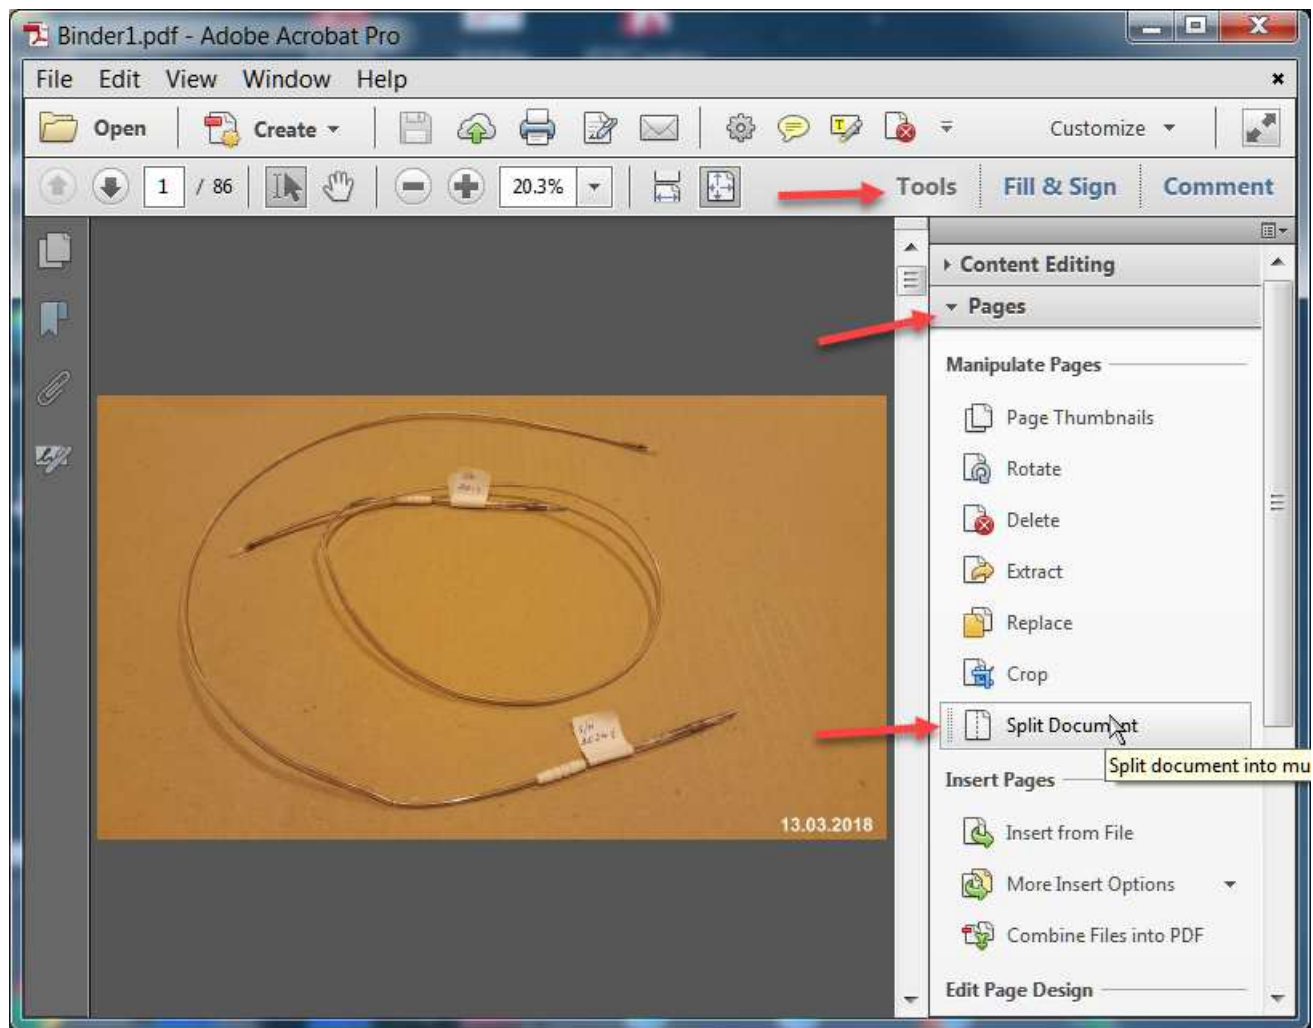 Binder1.pdf - Adobe Acrobat Pro
File Edit View Window Help
Open Create Customize
1 / 86 20.3% Tools Fill & Sign Comment
Content Editing
Pages
Manipulate Pages
Page Thumbnails
Rotate
Delete
Extract
Replace
Crop
Split Document
Split document into mu
Insert Pages
Insert from File
More Insert Options
Combine Files into PDF
Edit Page Design
S/N
13.03.2018